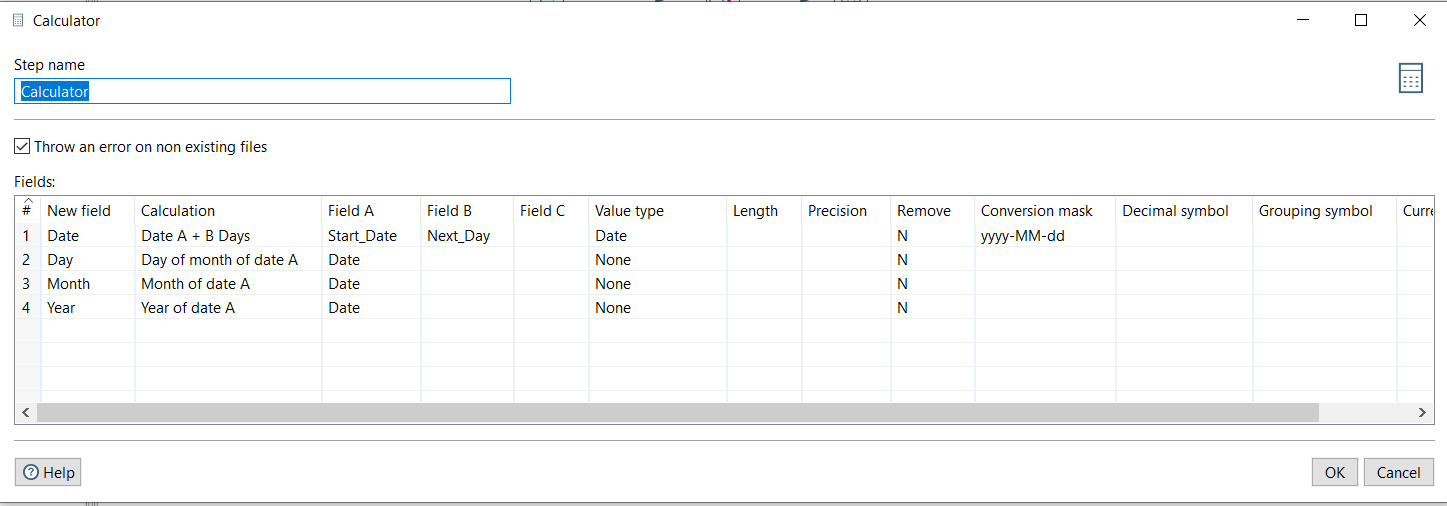 Calculator
Step name
Calculator
Throw an error on non existing files
Fields:
# New field Calculation Field A Field B Field C Value type Length Precision Remove Conversion mask Decimal symbol Grouping symbol Curre
1 Date Date A + B Days Start_Date Next_Day Date N yyyy-MM-dd
2 Day Day of month of date A Date None N
3 Month Month of date A Date None N
4 Year Year of date A Date None N
Help OK Cancel